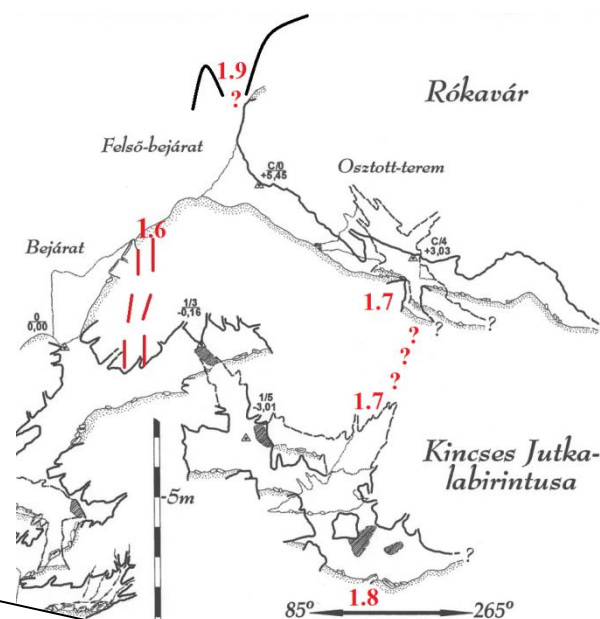 1.9
?
Rókavár
Felső-bejárat
C/0
+5,45
Osztott-terem
1.6
C/4
+3,03
Bejárat
0
0,00
1/3
-0,16
1.7
?
?
?
?
?
1.7
1/5
-3,01
Kincses Jutka-
labirintusa
-5m
?
1.8
85° 265°